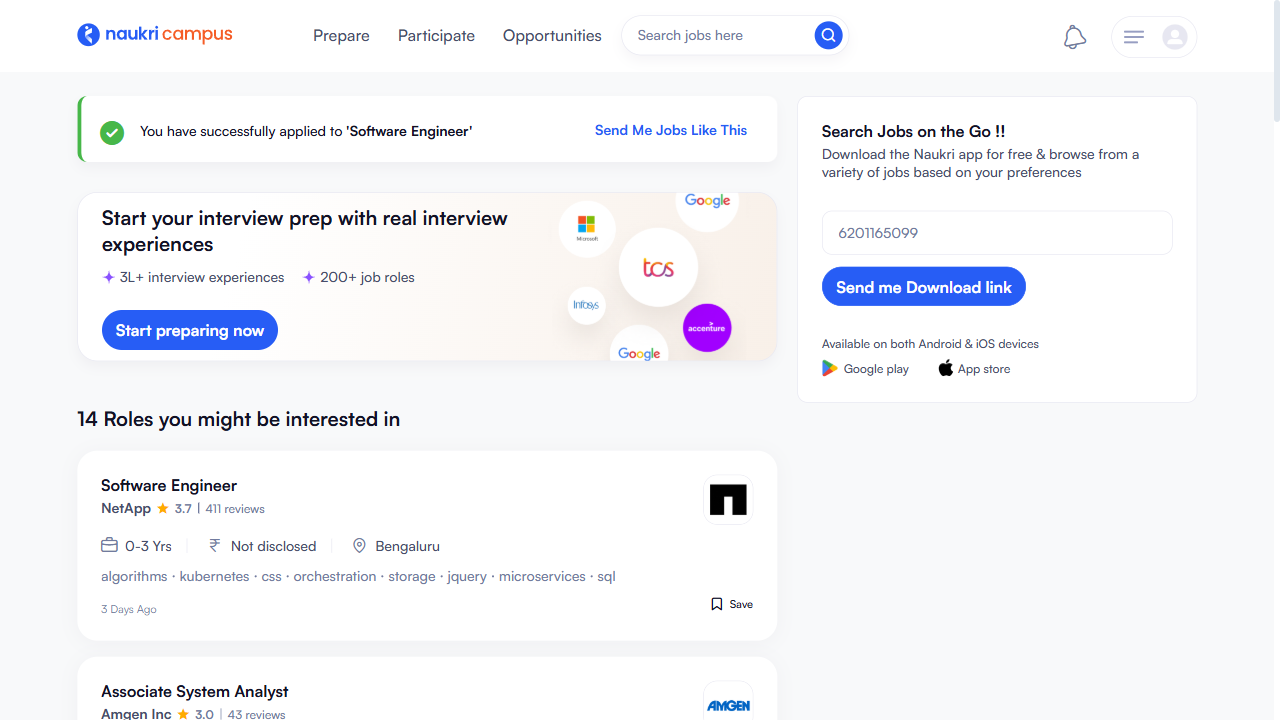 naukri campus
Prepare
Participate
Opportunities
Search jobs here
You have successfully applied to 'Software Engineer'
Send Me Jobs Like This
Start your interview prep with real interview
experiences
3L+ interview experiences
200+ job roles
Start preparing now
Google
Microsoft
tcs
Infosys
accenture
Google
Search Jobs on the Go !!
Download the Naukri app for free & browse from a
variety of jobs based on your preferences
6201165099
Send me Download link
Available on both Android & iOS devices
Google play
App store
14 Roles you might be interested in
Software Engineer
NetApp 3.7 | 411 reviews
0-3 Yrs
Not disclosed
Bengaluru
algorithms · kubernetes · css · orchestration · storage · jquery · microservices · sql
3 Days Ago
Save
Associate System Analyst
AMGEN
Amgen Inc 3.0 | 43 reviews